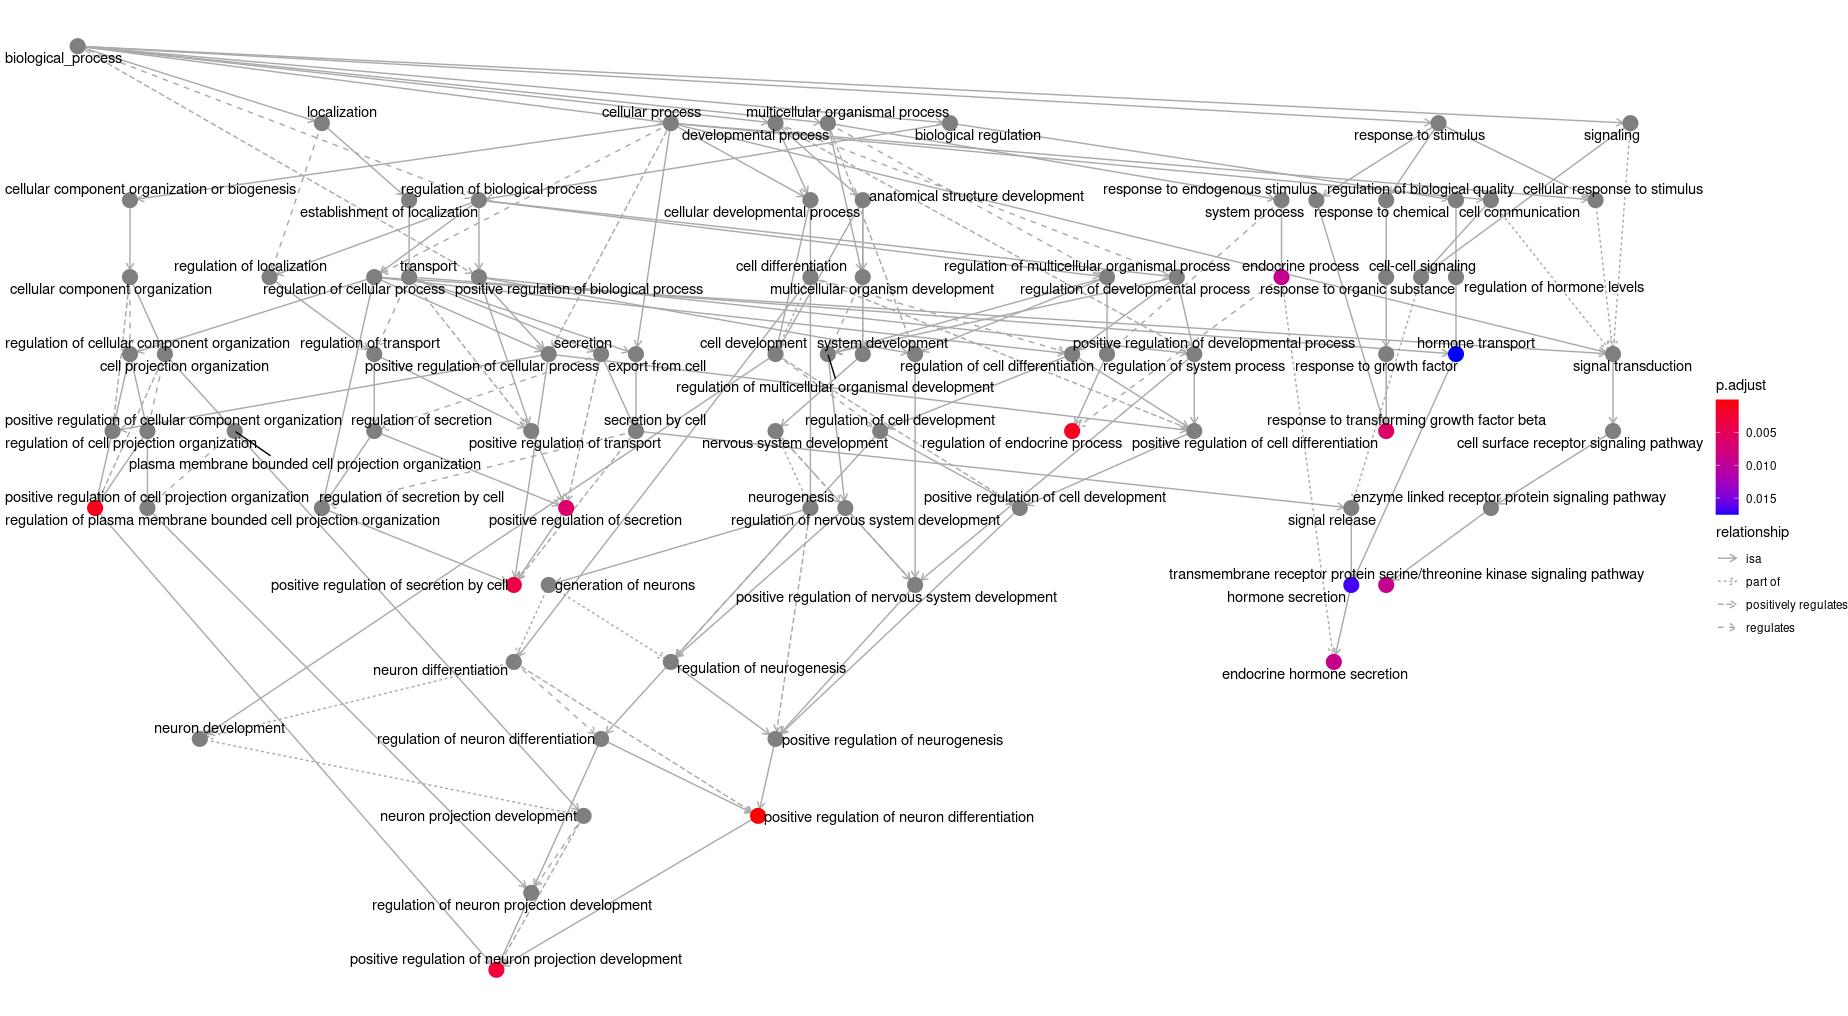 biological_process
localization
cellular process
multicellular organismal process
developmental process
biological regulation
response to stimulus
signaling
cellular component organization or biogenesis
regulation of biological process
establishment of localization
cellular developmental process
anatomical structure development
response to endogenous stimulus
regulation of biological quality
cellular response to stimulus
system process
response to chemical
cell communication
regulation of localization
transport
cell differentiation
regulation of multicellular organismal process
endocrine process
cell-cell signaling
cellular component organization
regulation of cellular process
positive regulation of biological process
multicellular organism development
regulation of developmental process
response to organic substance
regulation of hormone levels
regulation of cellular component organization
regulation of transport
secretion
cell development
system development
positive regulation of developmental process
hormone transport
cell projection organization
positive regulation of cellular process
export from cell
regulation of cell differentiation
regulation of system process
response to growth factor
signal transduction
regulation of multicellular organismal development
p.adjust
0.005
0.010
0.015
positive regulation of cellular component organization
regulation of secretion
secretion by cell
regulation of cell development
response to transforming growth factor beta
regulation of cell projection organization
positive regulation of transport
nervous system development
regulation of endocrine process
positive regulation of cell differentiation
cell surface receptor signaling pathway
plasma membrane bounded cell projection organization
positive regulation of cell projection organization
regulation of secretion by cell
neurogenesis
positive regulation of cell development
enzyme linked receptor protein signaling pathway
regulation of plasma membrane bounded cell projection organization
positive regulation of secretion
regulation of nervous system development
signal release
relationship
isa
part of
positively regulates
regulates
transmembrane receptor protein serine/threonine kinase signaling pathway
positive regulation of secretion by cell
generation of neurons
positive regulation of nervous system development
hormone secretion
neuron differentiation
regulation of neurogenesis
endocrine hormone secretion
neuron development
regulation of neuron differentiation
positive regulation of neurogenesis
neuron projection development
positive regulation of neuron differentiation
regulation of neuron projection development
positive regulation of neuron projection development